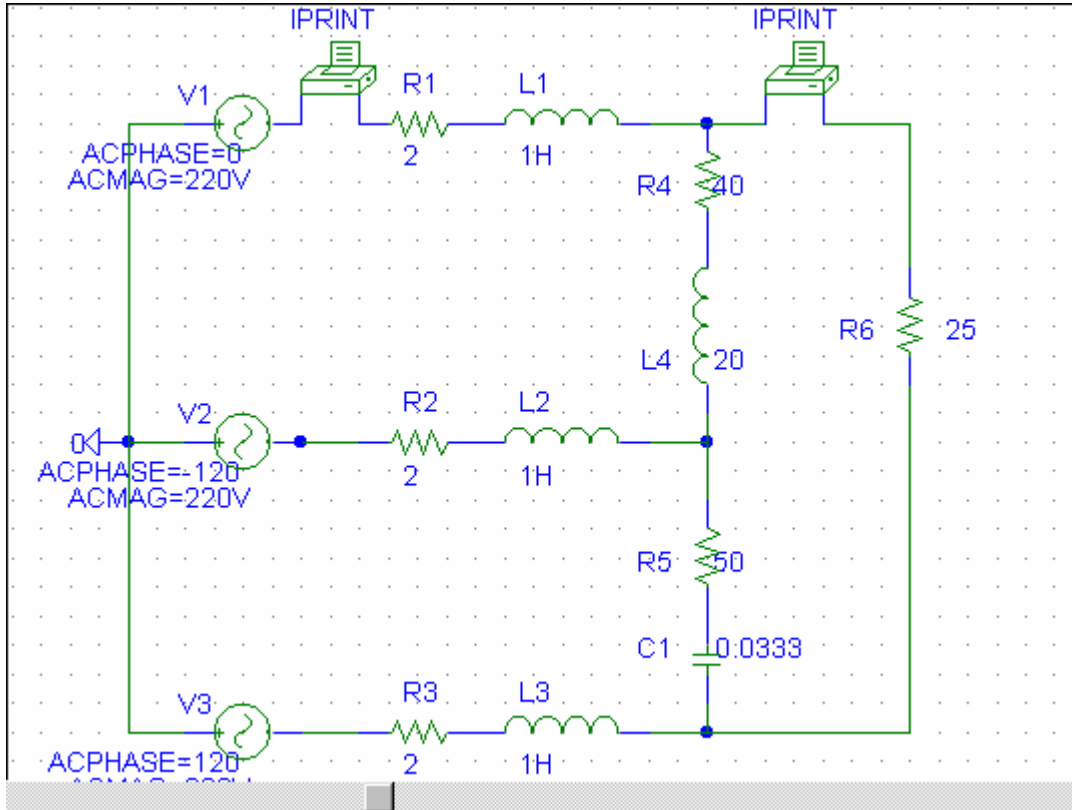 IPRINT IPRINT
V1 R1 L1
ACPHASE=0
ACMAG=220V
2 1H
R4 40
R6 25
L4 20
V2 R2 L2
0
ACPHASE=-120
ACMAG=220V
2 1H
R5 50
C1 0.0333
V3 R3 L3
ACPHASE=120
2 1H